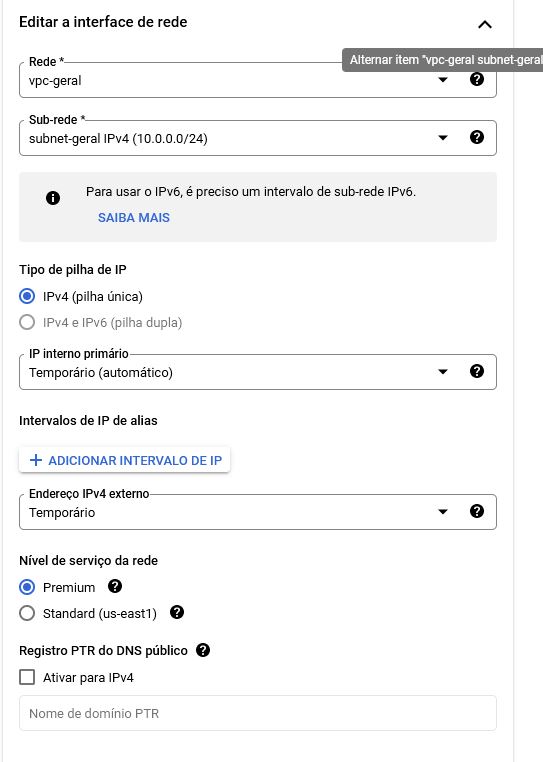 Editar a interface de rede
Alternar item "vpc-geral subnet-geral
Rede *
vpc-geral
Sub-rede *
subnet-geral IPv4 (10.0.0.0/24)
Para usar o IPv6, é preciso um intervalo de sub-rede IPv6.
SAIBA MAIS
Tipo de pilha de IP
IPv4 (pilha única)
IPv4 e IPv6 (pilha dupla)
IP interno primário
Temporário (automático)
Intervalos de IP de alias
+ ADICIONAR INTERVALO DE IP
Endereço IPv4 externo
Temporário
Nível de serviço da rede
Premium
Standard (us-east1)
Registro PTR do DNS público
Ativar para IPv4
Nome de domínio PTR